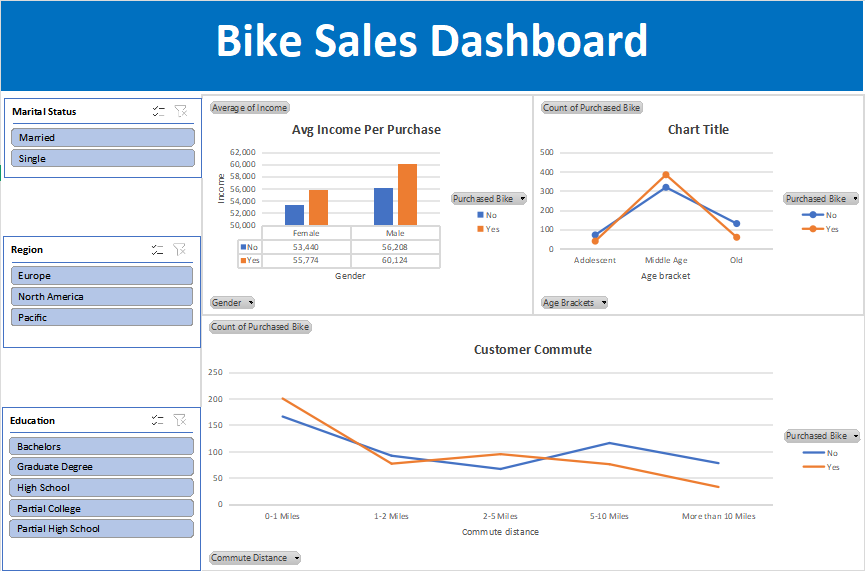 Bike Sales Dashboard
Marital Status
Married
Single
Region
Europe
North America
Pacific
Education
Bachelors
Graduate Degree
High School
Partial College
Partial High School
Average of Income
Avg Income Per Purchase
Income
62,000
60,000
58,000
56,000
54,000
52,000
50,000
Female Male
No 53,440 56,208
Yes 55,774 60,124
Gender
Purchased Bike
No
Yes
Gender
Count of Purchased Bike
Chart Title
500
400
300
200
100
0
Adolescent Middle Age Old
Age bracket
Purchased Bike
No
Yes
Age Brackets
Count of Purchased Bike
Customer Commute
250
200
150
100
50
0
0-1 Miles 1-2 Miles 2-5 Miles 5-10 Miles More than 10 Miles
Commute distance
Purchased Bike
No
Yes
Commute Distance